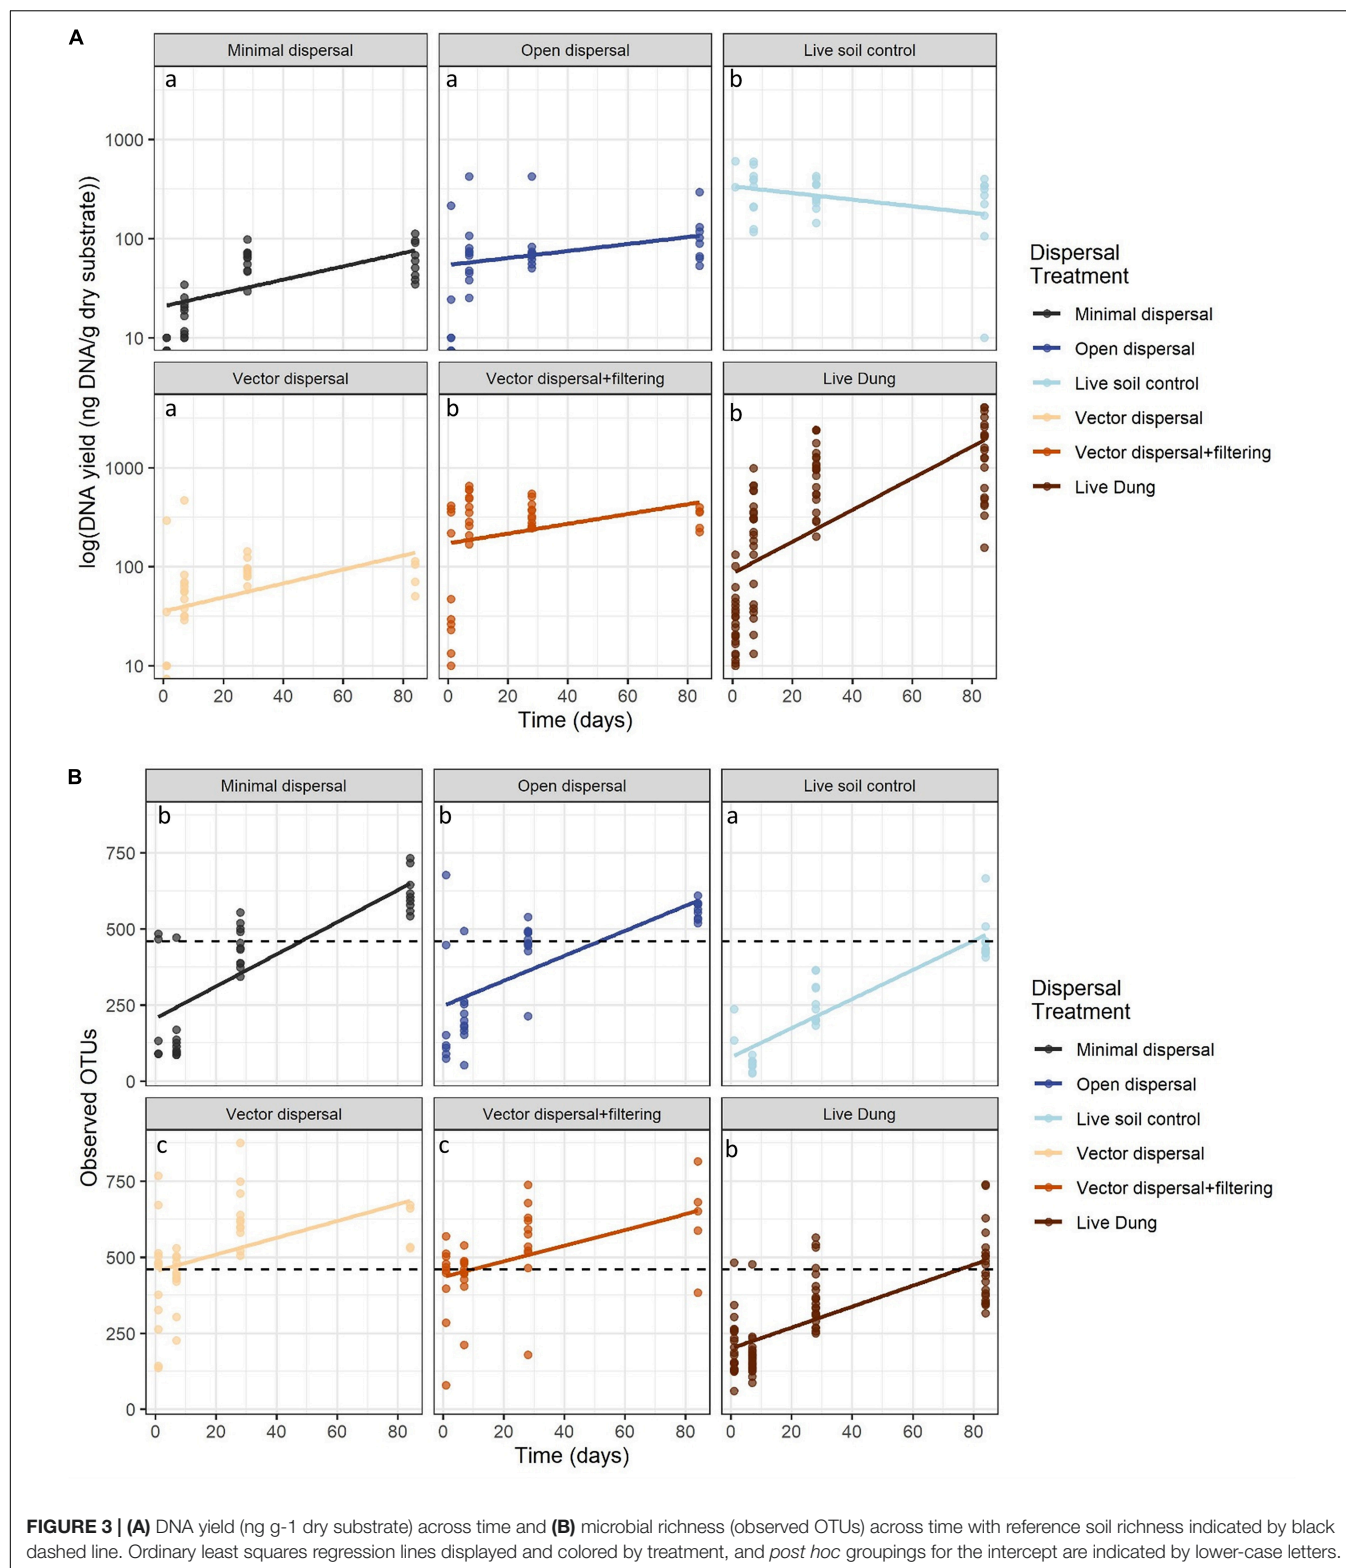 A
Minimal dispersal
Open dispersal
Live soil control
a
a
b
1000
100
10
Vector dispersal
Vector dispersal+filtering
Live Dung
a
b
b
1000
100
10
log(DNA yield (ng DNA/g dry substrate))
0 20 40 60 80
0 20 40 60 80
0 20 40 60 80
Time (days)
Dispersal
Treatment
Minimal dispersal
Open dispersal
Live soil control
Vector dispersal
Vector dispersal+filtering
Live Dung
B
Minimal dispersal
Open dispersal
Live soil control
b
b
a
750
500
250
0
Vector dispersal
Vector dispersal+filtering
Live Dung
c
c
b
750
500
250
0
Observed OTUs
0 20 40 60 80
0 20 40 60 80
0 20 40 60 80
Time (days)
Dispersal
Treatment
Minimal dispersal
Open dispersal
Live soil control
Vector dispersal
Vector dispersal+filtering
Live Dung
FIGURE 3 | (A) DNA yield (ng g-1 dry substrate) across time and (B) microbial richness (observed OTUs) across time with reference soil richness indicated by black
dashed line. Ordinary least squares regression lines displayed and colored by treatment, and post hoc groupings for the intercept are indicated by lower-case letters.